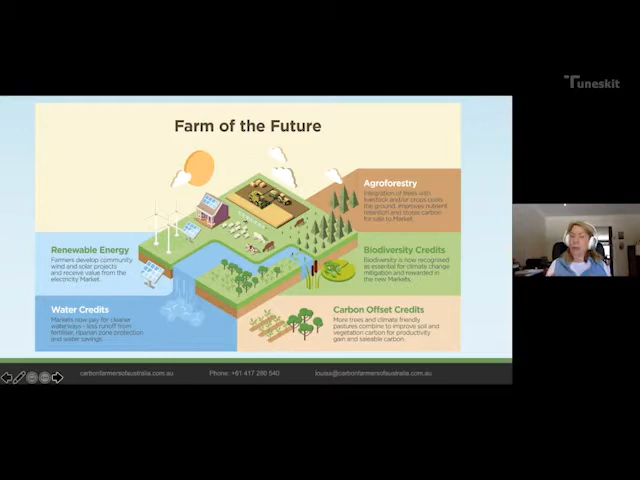 Tuneskit
Farm of the Future
Agroforestry
Integration of trees with
livestock and/or crops cools
the ground, improves nutrient
retention and stores carbon
for sale to Market.
Renewable Energy
Farmers develop community
wind and solar projects
and receive value from the
electricity Market.
Biodiversity Credits
Biodiversity is now recognised
as essential for climate change
mitigation and rewarded in
the new Markets.
Water Credits
Markets now pay for cleaner
waterways - less runoff from
fertiliser, riparian zone protection
and water savings.
Carbon Offset Credits
More trees and climate friendly
pastures combine to improve soil and
vegetation carbon for productivity
gain and saleable carbon.
carbonfarmersofaustralia.com.au
Phone: +61 417 280 540
louisa@carbonfarmersofaustralia.com.au